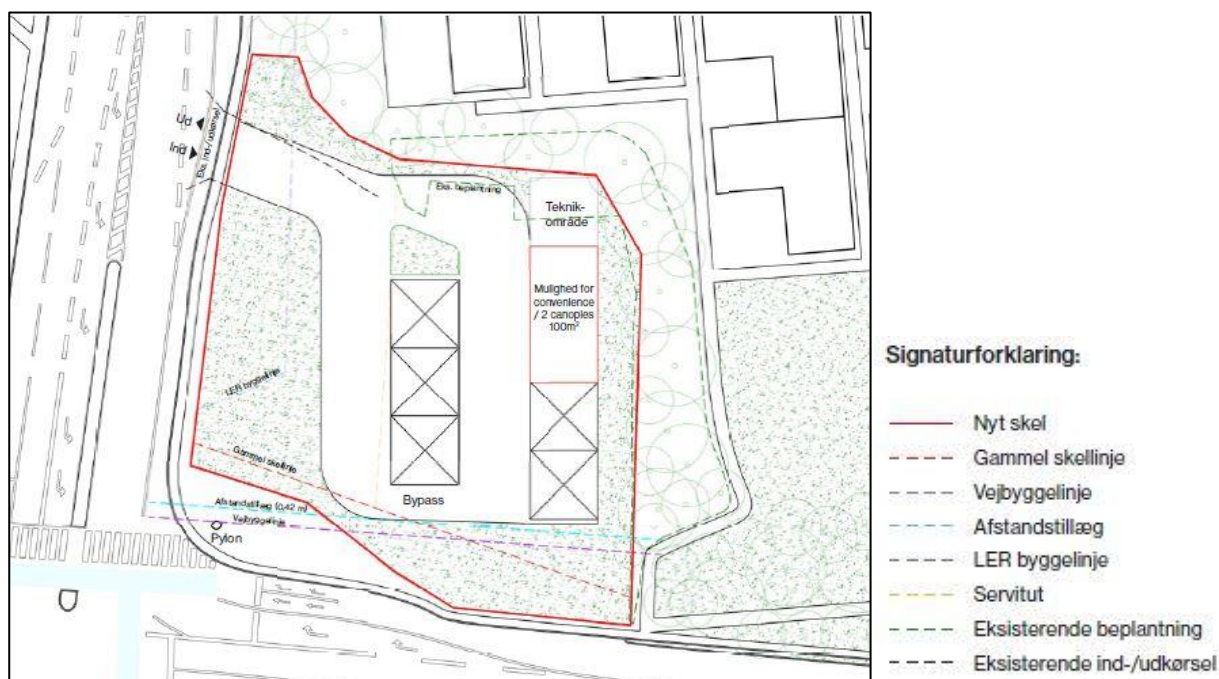 Ud
Ind
Eks. ind-/udkørsel
Eks. beplantning
Teknik-
område
Mulighed for
convenience
/ 2 canopies
100m²
LER byggelinje
Gammel skellinje
Afstandstillæg (0,42 m)
Vejbyggelinje
Bypass
Pylon
Signaturforklaring:
Nyt skel
Gammel skellinje
Vejbyggelinje
Afstandstillæg
LER byggelinje
Servitut
Eksisterende beplantning
Eksisterende ind-/udkørsel